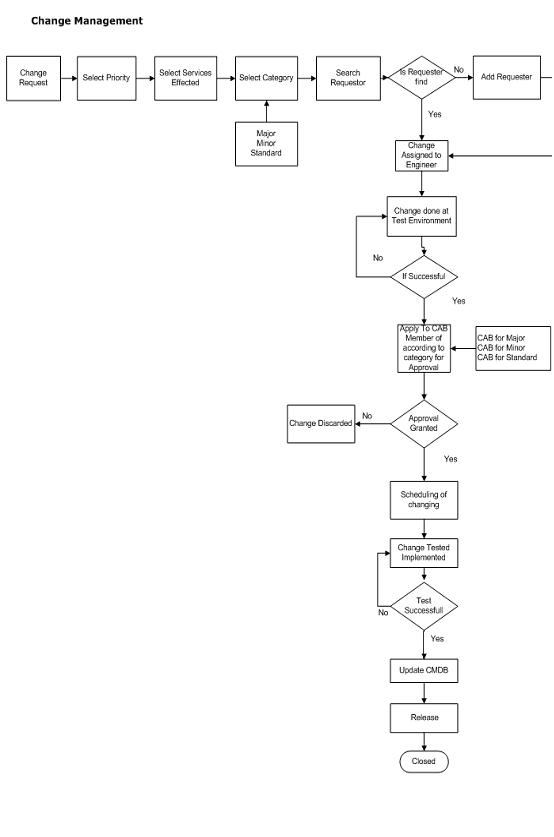 Change Management
Change
Request
Select Priority
Select Services
Effected
Select Category
Search
Requestor
Is Requester
find
No
Add Requester
Yes
Major
Minor
Standard
Change
Assigned to
Engineer
Change done at
Test Environment
No
If Successful
Yes
Apply To CAB
Member of
according to
category for
Approval
CAB for Major
CAB for Minor
CAB for Standard
Change Discarded
No
Approval
Granted
Yes
Scheduling of
changing
Change Tested
Implemented
Test
Successfull
No
Yes
Update CMDB
Release
Closed